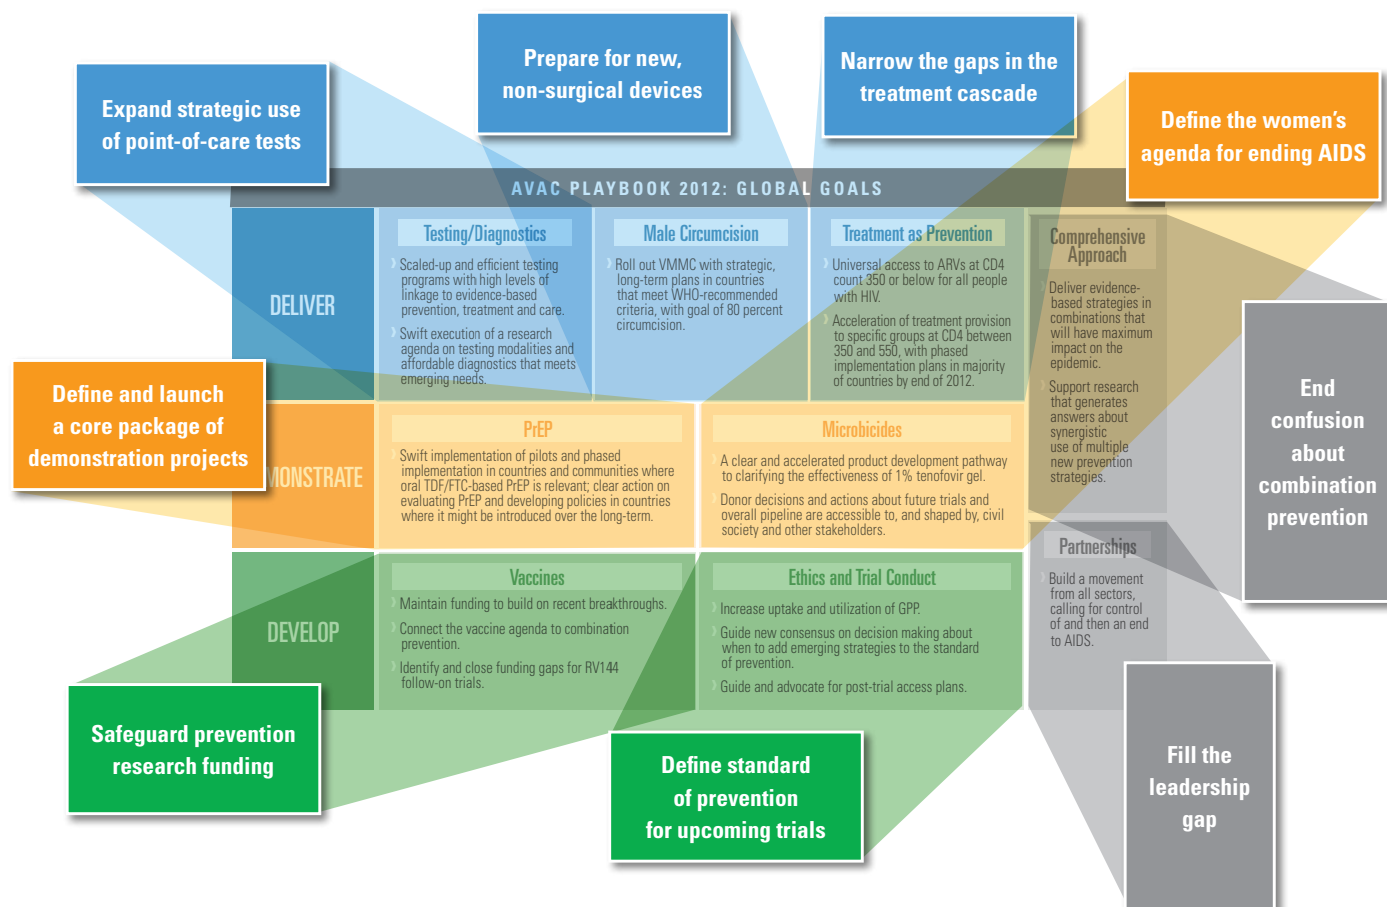 Prepare for new,
non-surgical devices
Narrow the gaps in the
treatment cascade
Expand strategic use
of point-of-care tests
Define the women’s
agenda for ending AIDS
AVAC PLAYBOOK 2012: GLOBAL GOALS
DELIVER
Testing/Diagnostics
Scaled-up and efficient testing
programs with high levels of
linkage to evidence-based
prevention, treatment and care.
Swift execution of a research
agenda on testing modalities and
affordable diagnostics that meets
emerging needs.
Male Circumcision
Roll out VMMC with strategic,
long-term plans in countries
that meet WHO-recommended
criteria, with goal of 80 percent
circumcision.
Treatment as Prevention
Universal access to ARVs at CD4
count 350 or below for all people
with HIV.
Acceleration of treatment provision
to specific groups at CD4 between
350 and 550, with phased
implementation plans in majority
of countries by end of 2012.
Comprehensive
Approach
Deliver evidence-
based strategies in
combinations that
will have maximum
impact on the
epidemic.
Support research
that generates
answers about
synergistic
use of multiple
new prevention
strategies.
End
confusion
about
combination
prevention
Define and launch
a core package of
demonstration projects
MONSTRATE
PrEP
Swift implementation of pilots and phased
implementation in countries and communities where
oral TDF/FTC-based PrEP is relevant; clear action on
evaluating PrEP and developing policies in countries
where it might be introduced over the long-term.
Microbicides
A clear and accelerated product development pathway
to clarifying the effectiveness of 1% tenofovir gel.
Donor decisions and actions about future trials and
overall pipeline are accessible to, and shaped by, civil
society and other stakeholders.
DEVELOP
Vaccines
Maintain funding to build on recent breakthroughs.
Connect the vaccine agenda to combination
prevention.
Identify and close funding gaps for RV144
follow-on trials.
Ethics and Trial Conduct
Increase uptake and utilization of GPP.
Guide new consensus on decision making about
when to add emerging strategies to the standard
of prevention.
Guide and advocate for post-trial access plans.
Partnerships
Build a movement
from all sectors,
calling for control
of and then an end
to AIDS.
Safeguard prevention
research funding
Define standard
of prevention
for upcoming trials
Fill the
leadership
gap